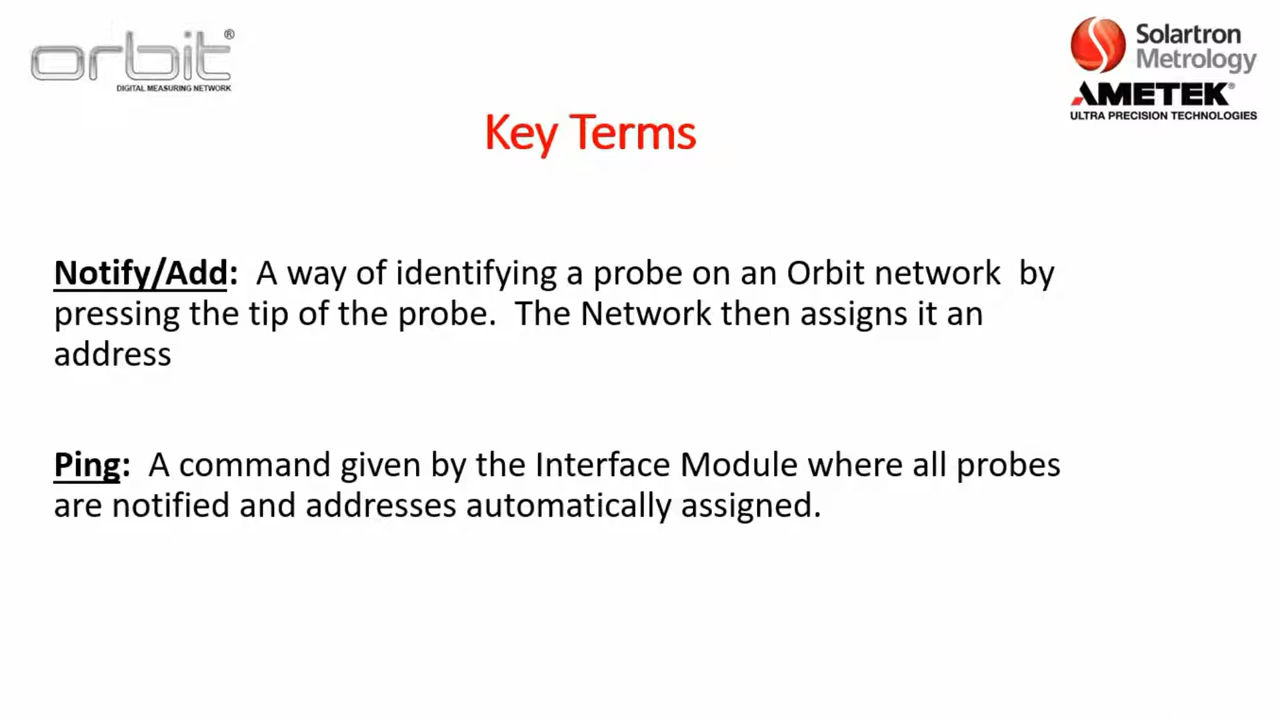 orbit®
DIGITAL MEASURING NETWORK
Solartron
Metrology
AMETEK®
ULTRA PRECISION TECHNOLOGIES
Key Terms
Notify/Add: A way of identifying a probe on an Orbit network by
pressing the tip of the probe. The Network then assigns it an
address
Ping: A command given by the Interface Module where all probes
are notified and addresses automatically assigned.